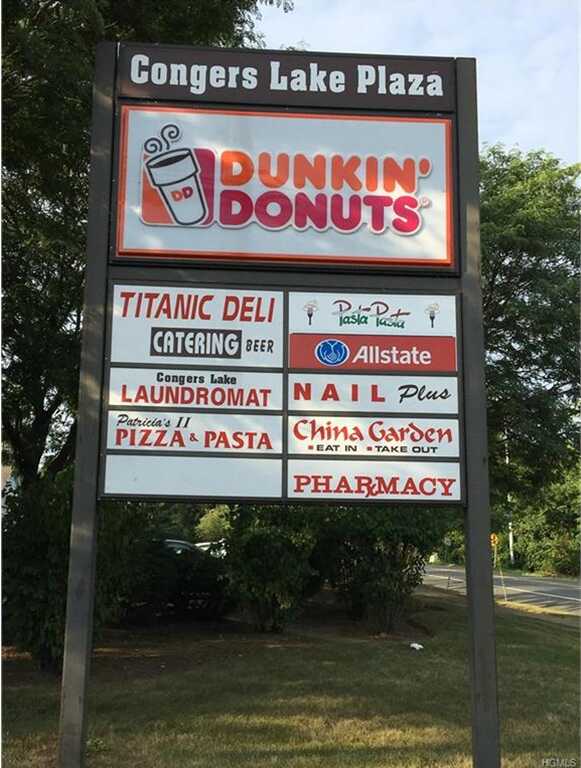 Congers Lake Plaza
DD
DUNKIN'
DONUTS®
TITANIC DELI
CATERING BEER
Congers Lake
LAUNDROMAT
Patricia's II
PIZZA & PASTA
Pasta Pasta
Allstate
NAIL Plus
China Garden
EAT IN TAKE OUT
PHARMACY
HGMLS